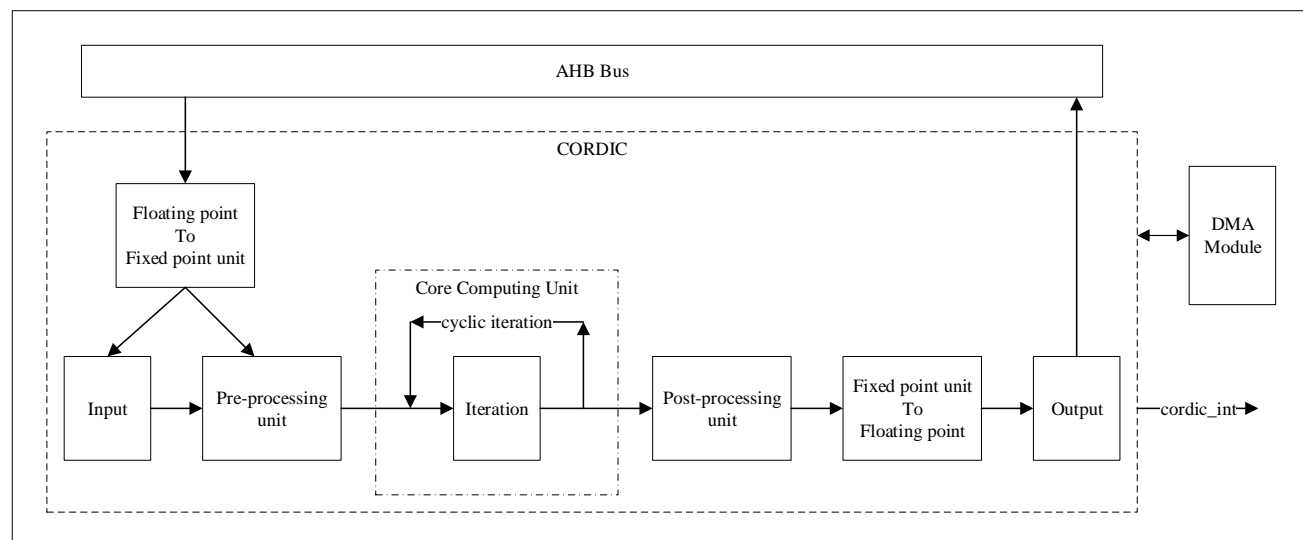 AHB Bus
CORDIC
Floating point
To
Fixed point unit
DMA
Module
Core Computing Unit
cyclic iteration
Input
Pre-processing
unit
Iteration
Post-processing
unit
Fixed point unit
To
Floating point
Output
cordic_int